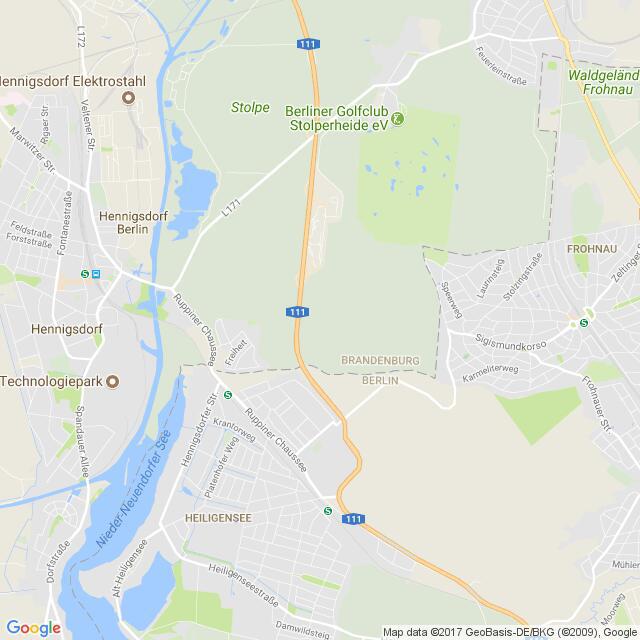 L172
111
Feuerleinstraße
Hennigsdorf Elektrostahl
Waldgeländ
Frohnau
Stolpe
Berliner Golfclub
Stolperheide eV
Rigaer Str
Veltener Str
Marwitzer Str
L171
Hennigsdorf
Berlin
Fontanestraße
Feldstraße
Forststraße
FROHNAU
Zeltinger S
Laurinsteig
Stolzingstraße
Speerweg
S
Ruppiner Chaussee
111
S
Hennigsdorf
Sigismundkorso
Freiheit
BRANDENBURG
BERLIN
Karmeliterweg
Technologiepark
Frohnauer Str.
S
Hennigsdorfer Str.
Ruppiner Chaussee
Krantorweg
Spandauer Allee
Platenhofer Weg
Nieder-Neuendorfer See
HEILIGENSEE
S
111
Dorfstraße
Alt-Heiligensee
Heiligenseestraße
Mühlen
Moorweg
Damwildsteig
Google
Map data ©2017 GeoBasis-DE/BKG (©2009), Google